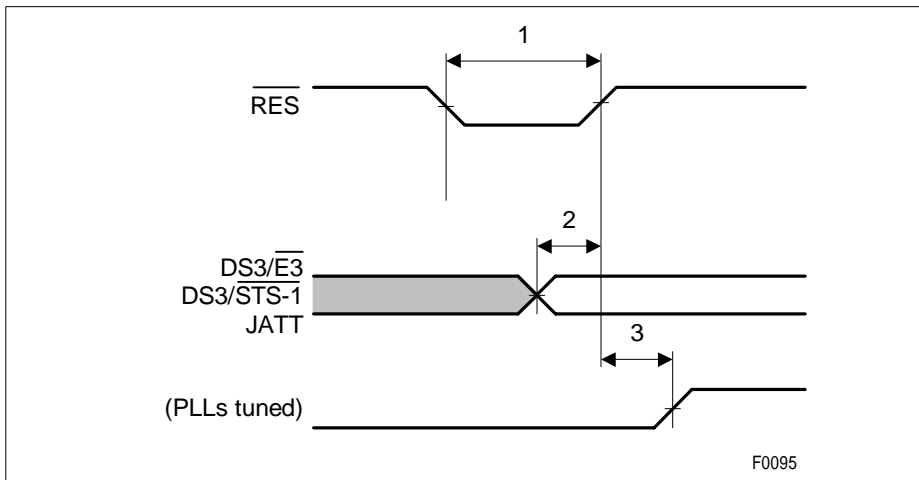 1
RES
2
DS3/E3
DS3/STS-1
JATT
3
(PLLs tuned)
F0095